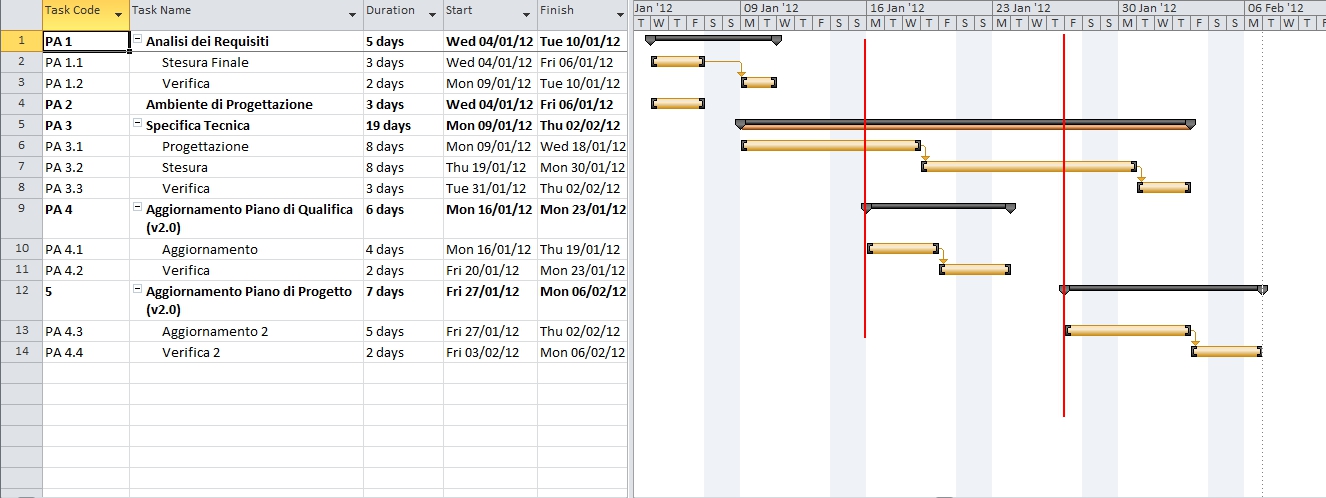 Task Code Task Name Duration Start Finish Jan '12 09 Jan '12 16 Jan '12 23 Jan '12 30 Jan '12 06 Feb '12
T W T F S S M T W T F S S M T W T F S S M T W T F S S M T W T F S S M T W T
1 PA 1 Analisi dei Requisiti 5 days Wed 04/01/12 Tue 10/01/12
2 PA 1.1 Stesura Finale 3 days Wed 04/01/12 Fri 06/01/12
3 PA 1.2 Verifica 2 days Mon 09/01/12 Tue 10/01/12
4 PA 2 Ambiente di Progettazione 3 days Wed 04/01/12 Fri 06/01/12
5 PA 3 Specifica Tecnica 19 days Mon 09/01/12 Thu 02/02/12
6 PA 3.1 Progettazione 8 days Mon 09/01/12 Wed 18/01/12
7 PA 3.2 Stesura 8 days Thu 19/01/12 Mon 30/01/12
8 PA 3.3 Verifica 3 days Tue 31/01/12 Thu 02/02/12
9 PA 4 Aggiornamento Piano di Qualifica 6 days Mon 16/01/12 Mon 23/01/12
(v2.0)
10 PA 4.1 Aggiornamento 4 days Mon 16/01/12 Thu 19/01/12
11 PA 4.2 Verifica 2 days Fri 20/01/12 Mon 23/01/12
12 5 Aggiornamento Piano di Progetto 7 days Fri 27/01/12 Mon 06/02/12
(v2.0)
13 PA 4.3 Aggiornamento 2 5 days Fri 27/01/12 Thu 02/02/12
14 PA 4.4 Verifica 2 2 days Fri 03/02/12 Mon 06/02/12